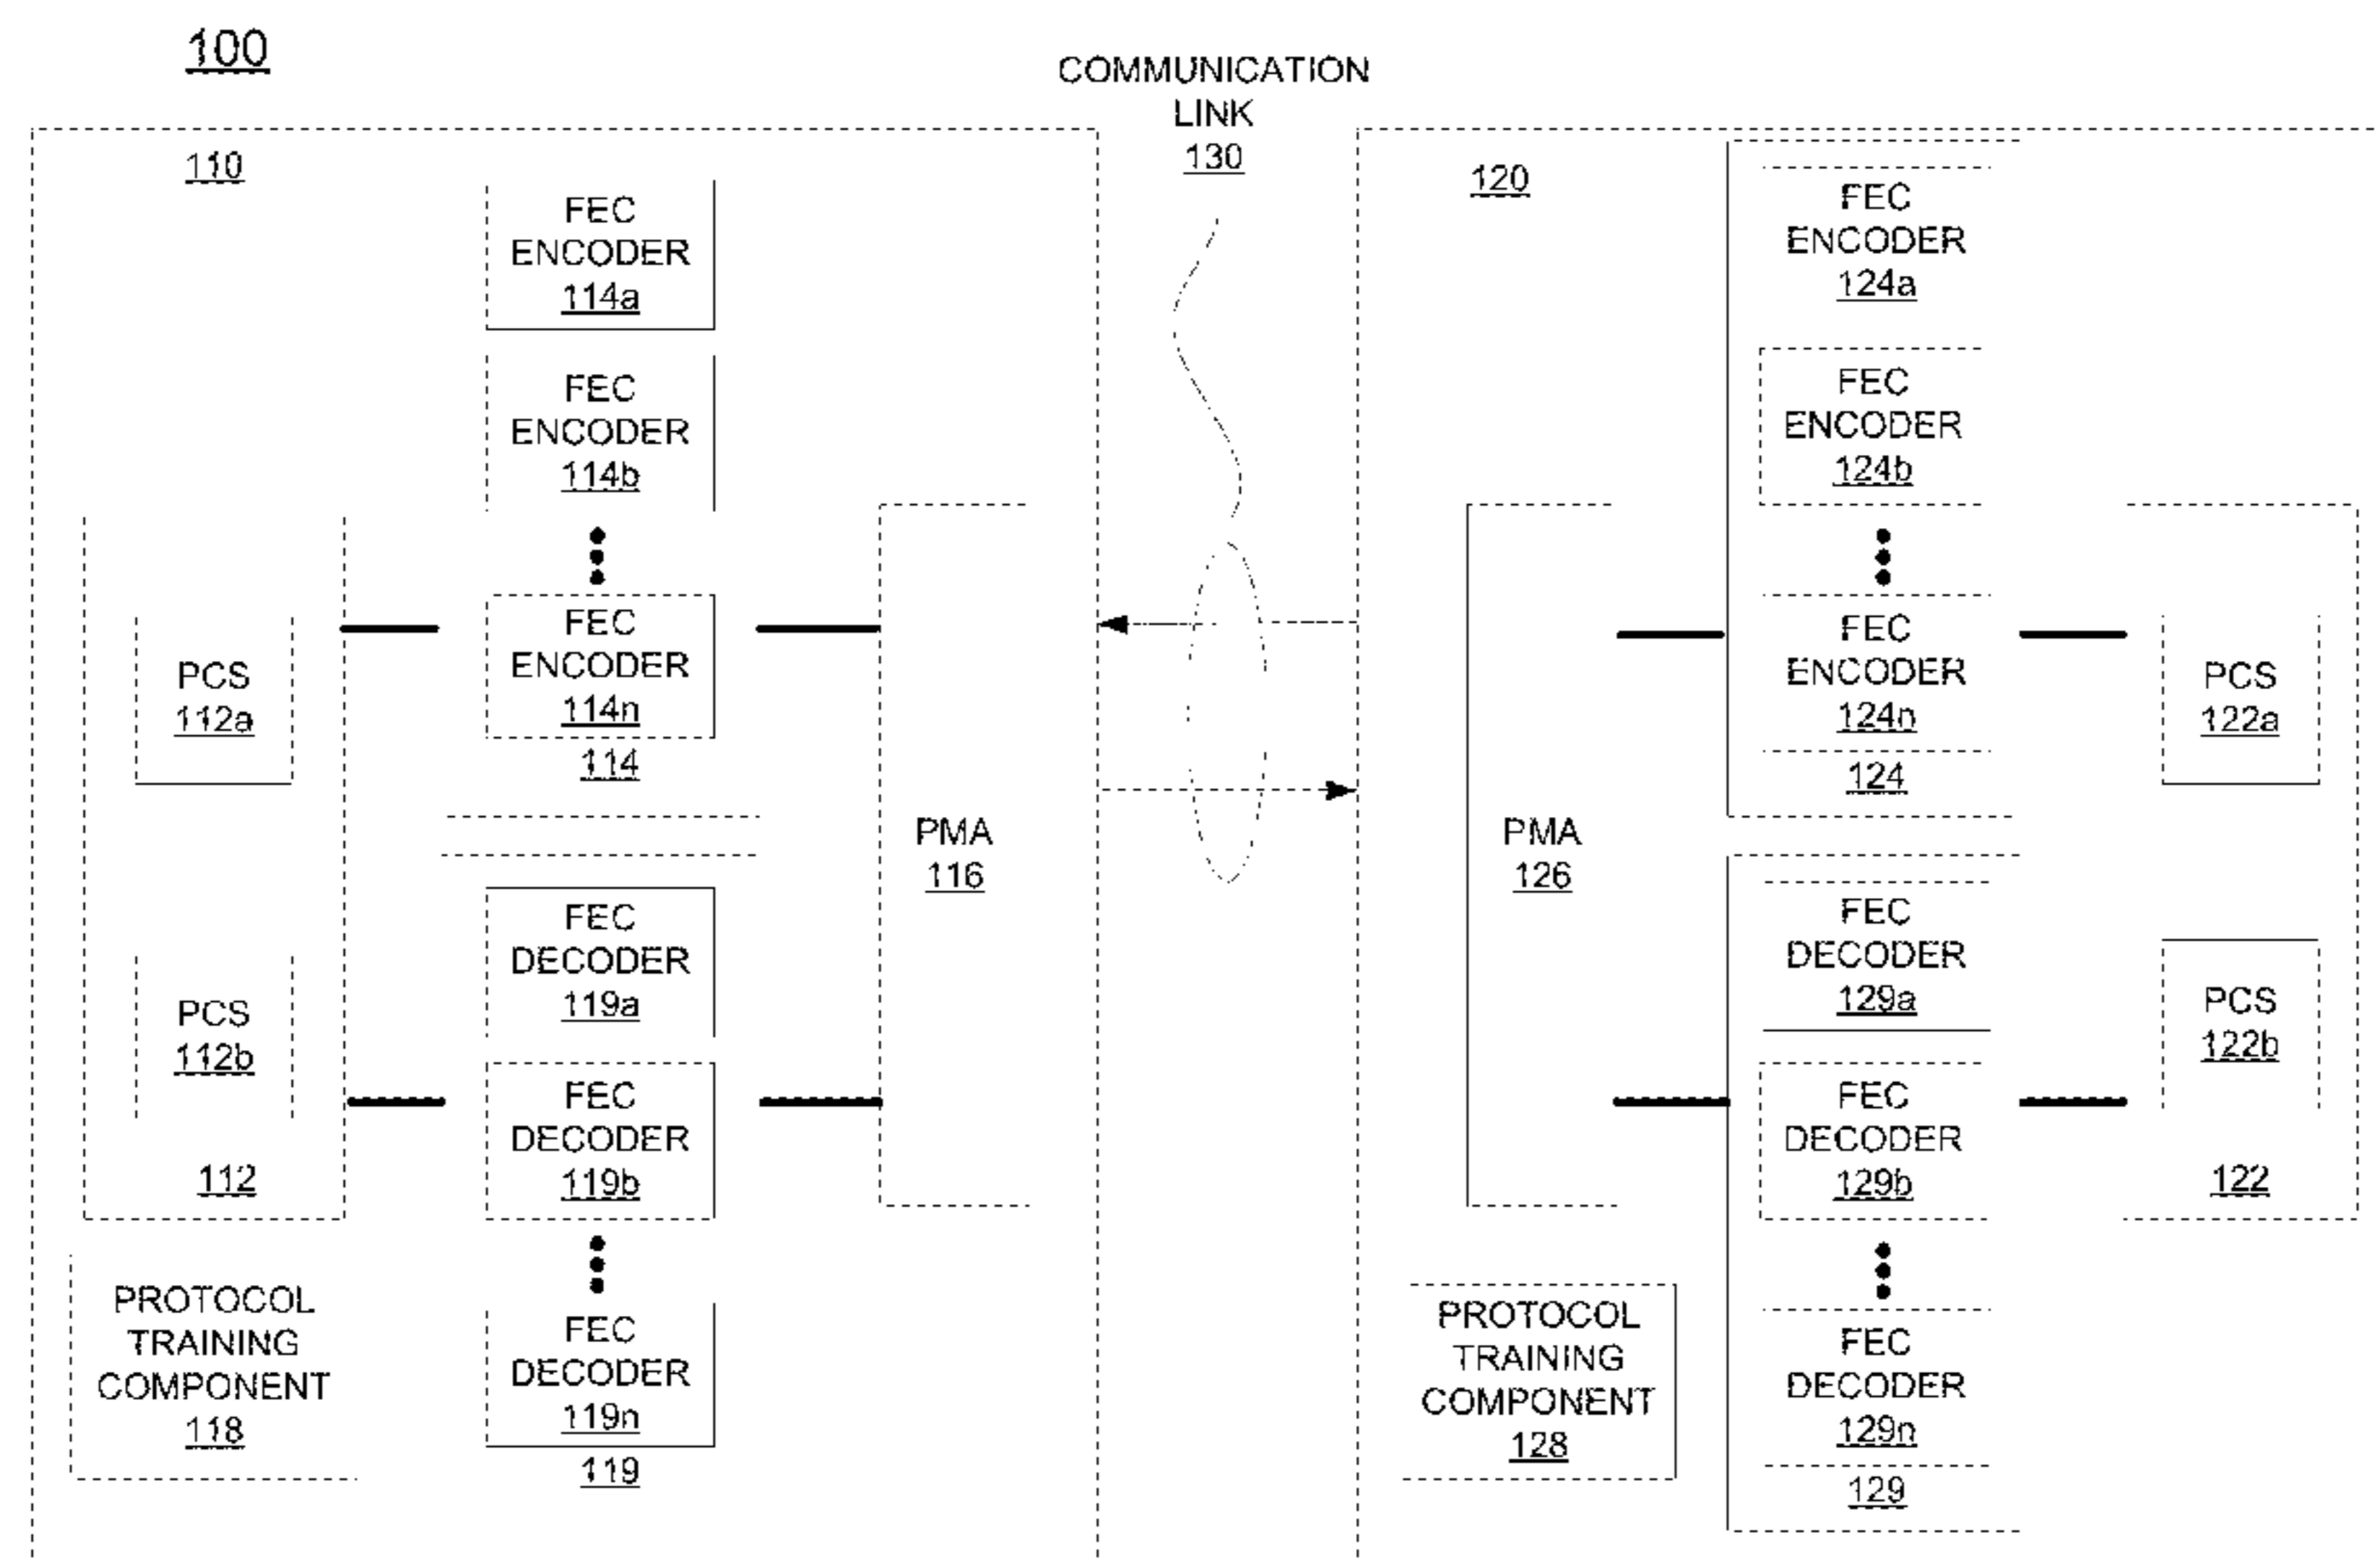 100
COMMUNICATION
LINK
130
110
FEC
ENCODER
114a
FEC
ENCODER
114b
FEC
ENCODER
114n
114
PCS
112a
PCS
112b
112
PMA
116
FEC
DECODER
119a
FEC
DECODER
119b
FEC
DECODER
119n
119
PROTOCOL
TRAINING
COMPONENT
118
120
FEC
ENCODER
124a
FEC
ENCODER
124b
FEC
ENCODER
124n
124
PMA
126
PCS
122a
PCS
122b
122
FEC
DECODER
129a
FEC
DECODER
129b
FEC
DECODER
129n
129
PROTOCOL
TRAINING
COMPONENT
128